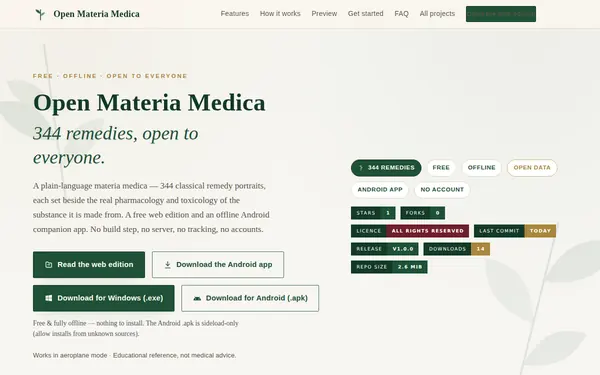 Open Materia Medica
Features How it works Preview Get started FAQ All projects
FREE · OFFLINE · OPEN TO EVERYONE
Open Materia Medica
344 remedies, open to
everyone.
A plain-language materia medica — 344 classical remedy portraits,
each set beside the real pharmacology and toxicology of the
substance it is made from. A free web edition and an offline Android
companion app. No build step, no server, no tracking, no accounts.
Read the web edition Download the Android app
Download for Windows (.exe) Download for Android (.apk)
Free & fully offline — nothing to install. The Android .apk is sideload-only
(allow installs from unknown sources).
Works in aeroplane mode · Educational reference, not medical advice.
344 REMEDIES FREE OFFLINE OPEN DATA
ANDROID APP NO ACCOUNT
STARS 1 FORKS 0
LICENCE ALL RIGHTS RESERVED LAST COMMIT TODAY
RELEASE V1.0.0 DOWNLOADS 14
REPO SIZE 2.6 MIB